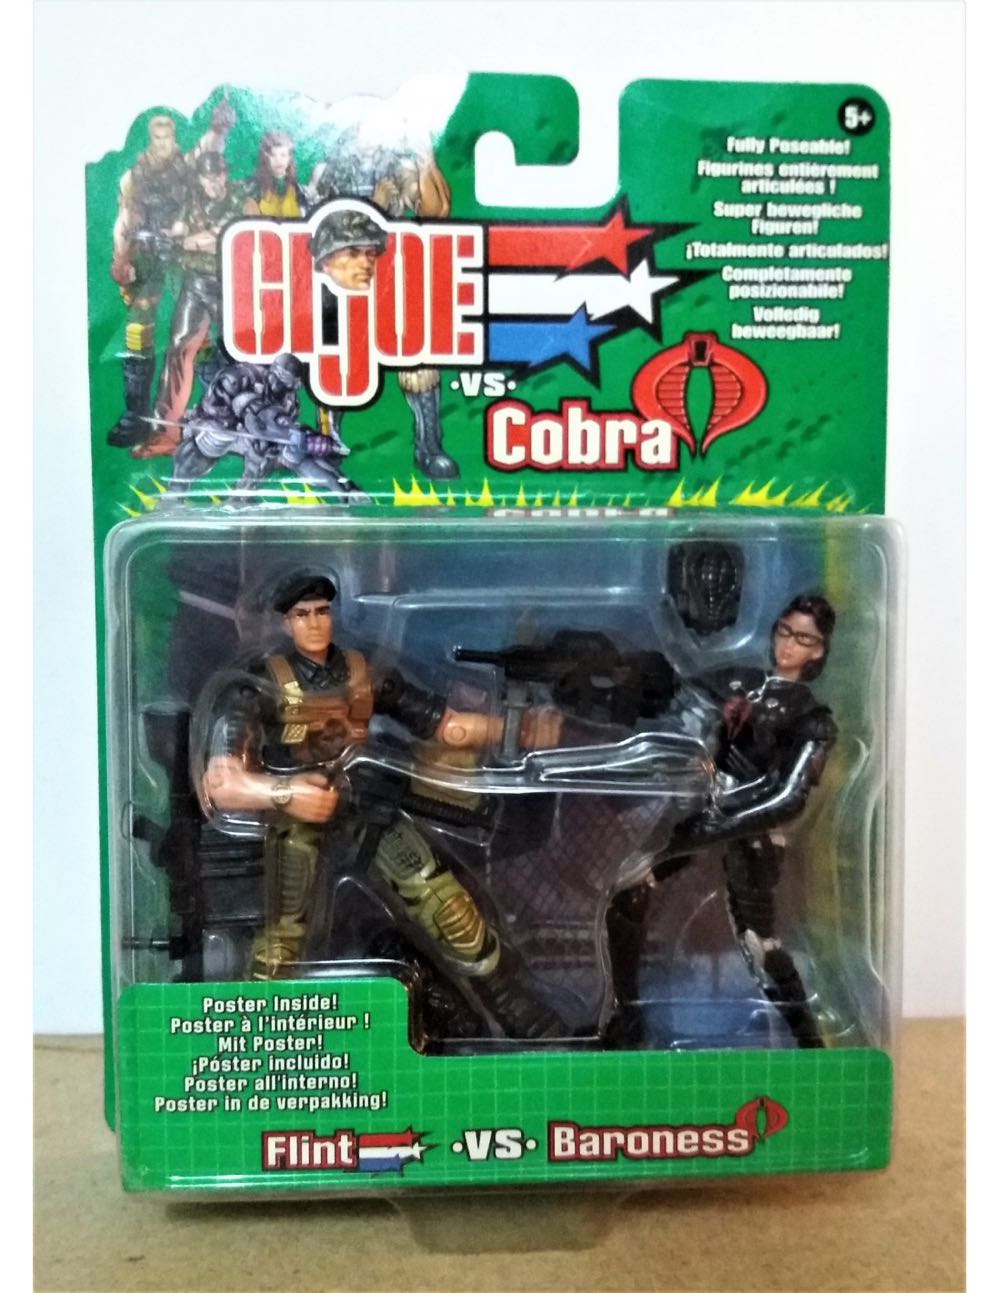 5+
Fully Poseable!
Figurines entièrement
articulées !
Super bewegliche
Figuren!
¡Totalmente articulados!
Completamente
posizionabile!
Volledig
beweegbaar!
GI JOE
·VS·
Cobra
Poster Inside!
Poster à l'intérieur !
Mit Poster!
¡Póster incluido!
Poster all'interno!
Poster in de verpakking!
Flint ·VS· Baroness